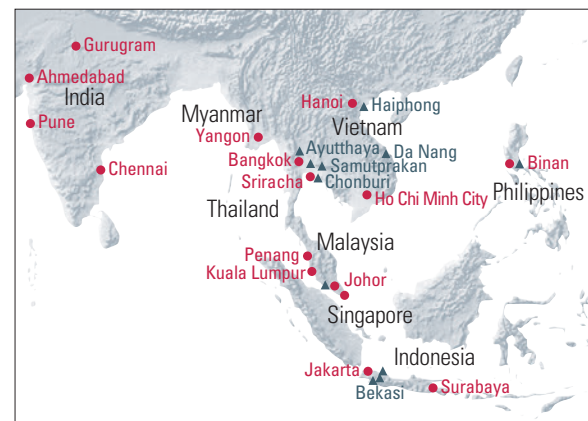 Gurugram
Ahmedabad
India
Pune
Chennai
Myanmar
Yangon
Hanoi
Haiphong
Vietnam
Ayutthaya
Da Nang
Bangkok
Samutprakan
Sriracha
Chonburi
Ho Chi Minh City
Thailand
Binan
Philippines
Malaysia
Penang
Kuala Lumpur
Johor
Singapore
Indonesia
Jakarta
Bekasi
Surabaya